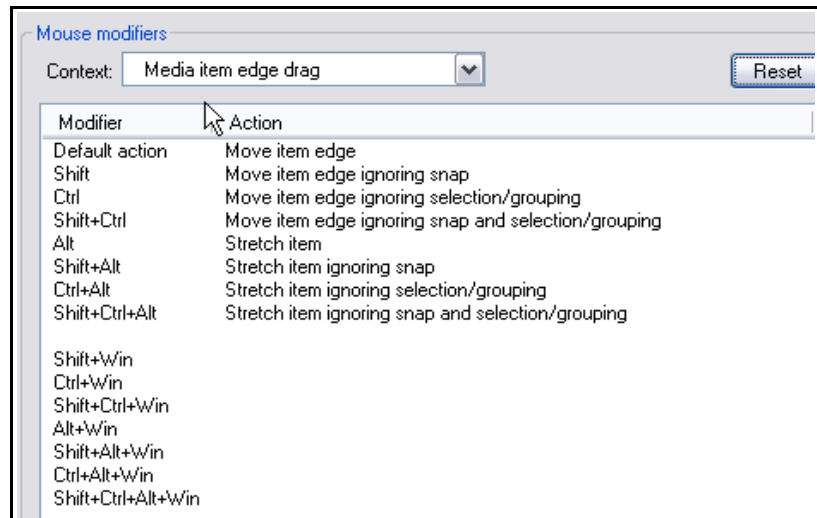 Mouse modifiers
Context: Media item edge drag Reset
Modifier Action
Default action Move item edge
Shift Move item edge ignoring snap
Ctrl Move item edge ignoring selection/grouping
Shift+Ctrl Move item edge ignoring snap and selection/grouping
Alt Stretch item
Shift+Alt Stretch item ignoring snap
Ctrl+Alt Stretch item ignoring selection/grouping
Shift+Ctrl+Alt Stretch item ignoring snap and selection/grouping
Shift+Win
Ctrl+Win
Shift+Ctrl+Win
Alt+Win
Shift+Alt+Win
Ctrl+Alt+Win
Shift+Ctrl+Alt+Win